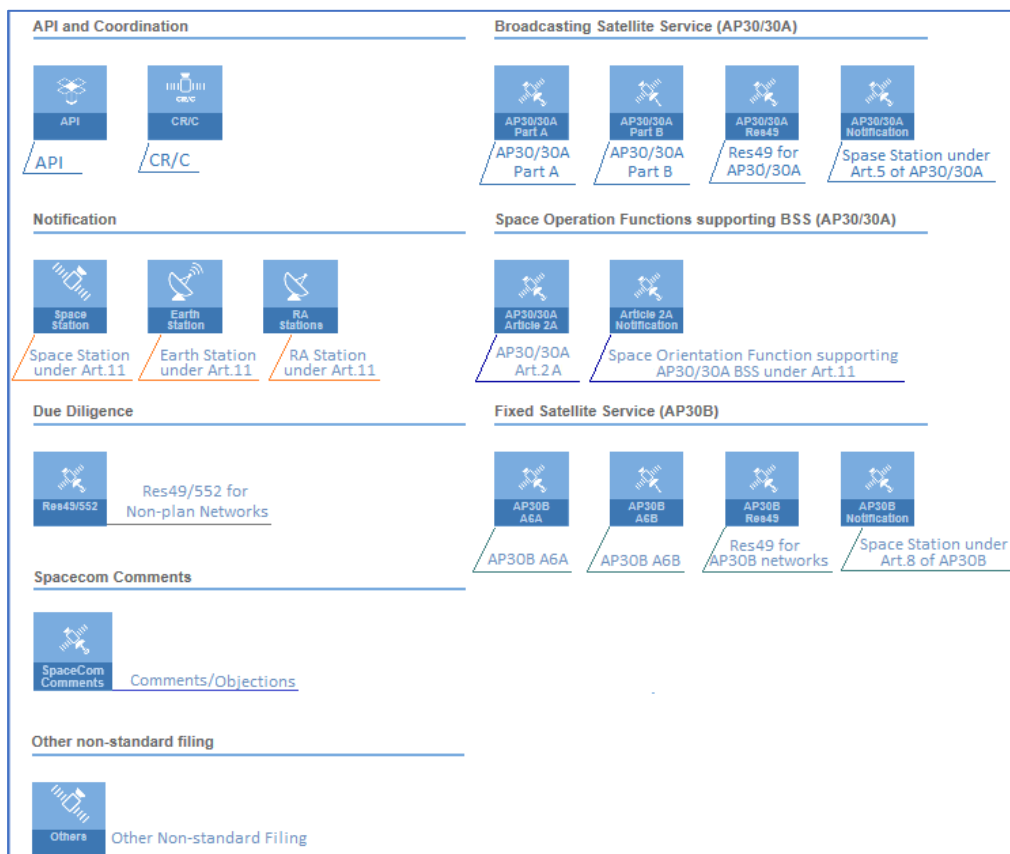 API and Coordination
API
CR/C
CR/C
API
CR/C
Notification
Space
Station
Earth
Station
RA
Stations
Space Station
under Art.11
Earth Station
under Art.11
RA Station
under Art.11
Due Diligence
Res49/552
Res49/552 for
Non-plan Networks
Spacecom Comments
SpaceCom
Comments
Comments/Objections
Other non-standard filing
Others
Other Non-standard Filing
Broadcasting Satellite Service (AP30/30A)
AP30/30A
Part A
AP30/30A
Part B
AP30/30A
Res49
AP30/30A
Notification
AP30/30A
Part A
AP30/30A
Part B
Res49 for
AP30/30A
Spase Station under
Art.5 of AP30/30A
Space Operation Functions supporting BSS (AP30/30A)
AP30/30A
Article 2A
Article 2A
Notification
AP30/30A
Art.2A
Space Orientation Function supporting
AP30/30A BSS under Art.11
Fixed Satellite Service (AP30B)
AP30B
A6A
AP30B
A6B
AP30B
Res49
AP30B
Notification
AP30B A6A
AP30B A6B
Res49 for
AP30B networks
Space Station under
Art.8 of AP30B